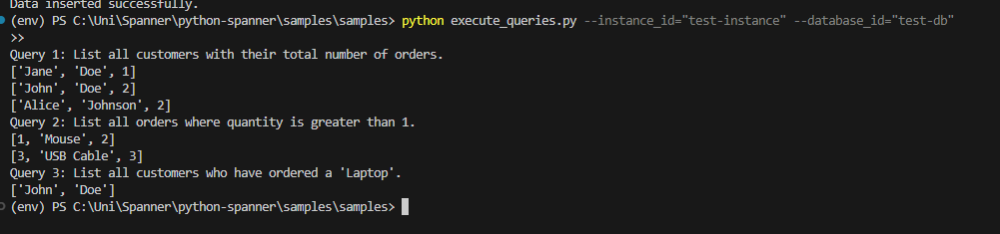 Data inserted successfully.
(env) PS C:\Uni\Spanner\python-spanner\samples\samples> python execute_queries.py --instance_id="test-instance" --database_id="test-db"
>>
Query 1: List all customers with their total number of orders.
['Jane', 'Doe', 1]
['John', 'Doe', 2]
['Alice', 'Johnson', 2]
Query 2: List all orders where quantity is greater than 1.
[1, 'Mouse', 2]
[3, 'USB Cable', 3]
Query 3: List all customers who have ordered a 'Laptop'.
['John', 'Doe']
(env) PS C:\Uni\Spanner\python-spanner\samples\samples>